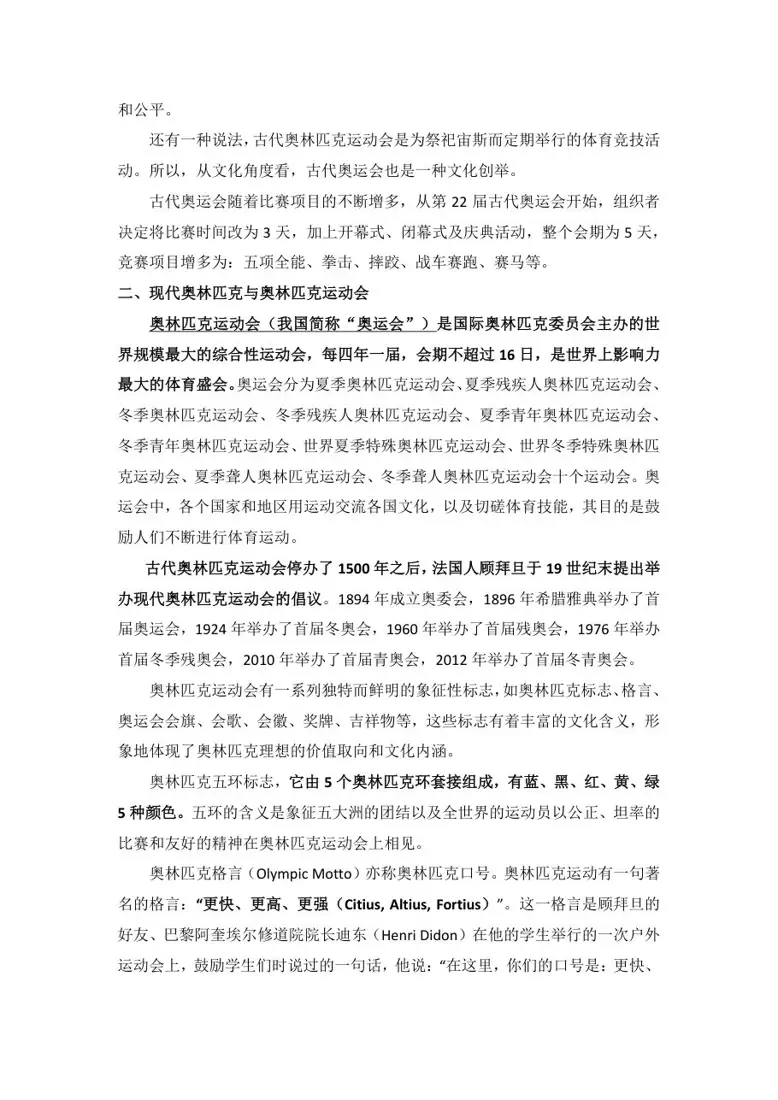 和公平。
还有一种说法，古代奥林匹克运动会是为祭祀宙斯而定期举行的体育竞技活
动。所以，从文化角度看，古代奥运会也是一种文化创举。
古代奥运会随着比赛项目的不断增多，从第 22 届古代奥运会开始，组织者
决定将比赛时间改为 3 天，加上开幕式、闭幕式及庆典活动，整个会期为 5 天，
竞赛项目增多为：五项全能、拳击、摔跤、战车赛跑、赛马等。
二、现代奥林匹克与奥林匹克运动会
奥林匹克运动会（我国简称“奥运会”）是国际奥林匹克委员会主办的世
界规模最大的综合性运动会，每四年一届，会期不超过 16 日，是世界上影响力
最大的体育盛会。奥运会分为夏季奥林匹克运动会、夏季残疾人奥林匹克运动会、
冬季奥林匹克运动会、冬季残疾人奥林匹克运动会、夏季青年奥林匹克运动会、
冬季青年奥林匹克运动会、世界夏季特殊奥林匹克运动会、世界冬季特殊奥林匹
克运动会、夏季聋人奥林匹克运动会、冬季聋人奥林匹克运动会十个运动会。奥
运会中，各个国家和地区用运动交流各国文化，以及切磋体育技能，其目的是鼓
励人们不断进行体育运动。
古代奥林匹克运动会停办了 1500 年之后，法国人顾拜旦于 19 世纪末提出举
办现代奥林匹克运动会的倡议。1894 年成立奥委会，1896 年希腊雅典举办了首
届奥运会，1924 年举办了首届冬奥会，1960 年举办了首届残奥会，1976 年举办
首届冬季残奥会，2010 年举办了首届青奥会，2012 年举办了首届冬青奥会。
奥林匹克运动会有一系列独特而鲜明的象征性标志，如奥林匹克标志、格言、
奥运会会旗、会歌、会徽、奖牌、吉祥物等，这些标志有着丰富的文化含义，形
象地体现了奥林匹克理想的价值取向和文化内涵。
奥林匹克五环标志，它由 5 个奥林匹克环套接组成，有蓝、黑、红、黄、绿
5 种颜色。五环的含义是象征五大洲的团结以及全世界的运动员以公正、坦率的
比赛和友好的精神在奥林匹克运动会上相见。
奥林匹克格言（Olympic Motto）亦称奥林匹克口号。奥林匹克运动有一句著
名的格言：“更快、更高、更强（Citius, Altius, Fortius）”。这一格言是顾拜旦的
好友、巴黎阿奎埃尔修道院院长迪东（Henri Didon）在他的学生举行的一次户外
运动会上，鼓励学生们时说过的一句话，他说：“在这里，你们的口号是：更快、